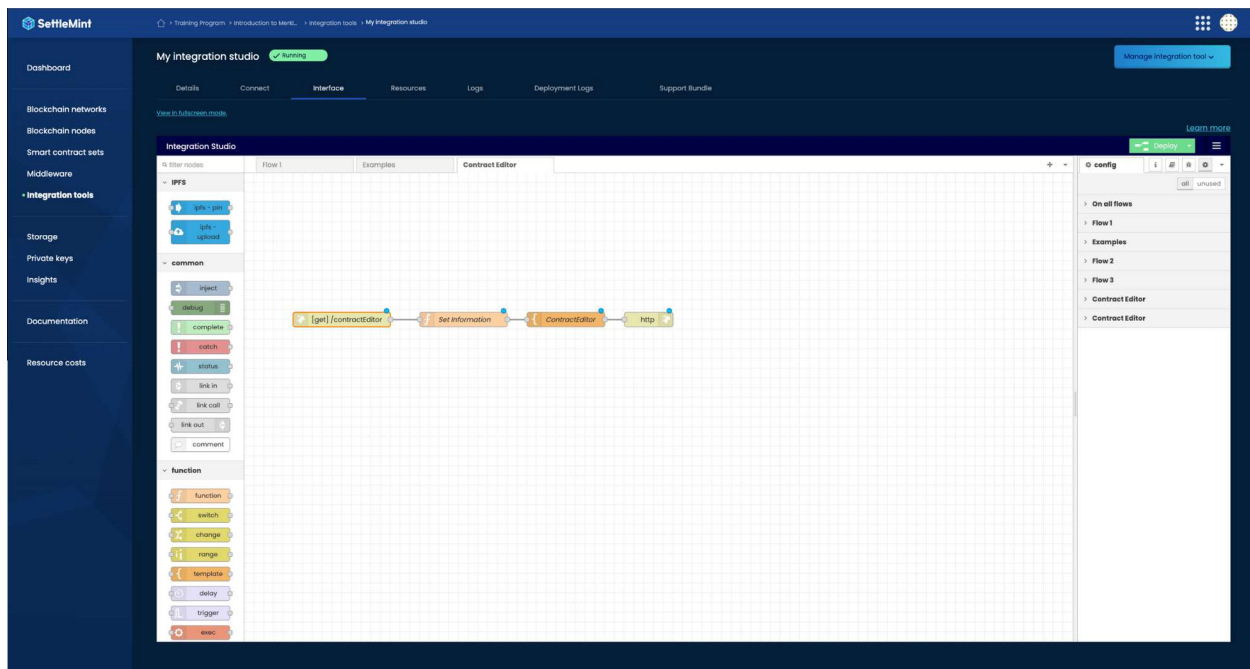 SettleMint
Training Program > Introduction to Menti... > Integration tools > My integration studio
My integration studio Running
Manage integration tool
Dashboard
Blockchain networks
Blockchain nodes
Smart contract sets
Middleware
Integration tools
Storage
Private keys
Insights
Documentation
Resource costs
Details Connect Interface Resources Logs Deployment Logs Support Bundle
View in fullscreen mode.
Learn more
Integration Studio
Deploy
filter nodes
Flow 1 Examples Contract Editor
IPFS
ipfs - pin
ipfs -
upload
common
inject
debug
complete
catch
status
link in
link call
link out
comment
function
function
switch
change
range
template
delay
trigger
exec
[get] /contractEditor Set Information ContractEditor http
config
all unused
On all flows
Flow 1
Examples
Flow 2
Flow 3
Contract Editor
Contract Editor